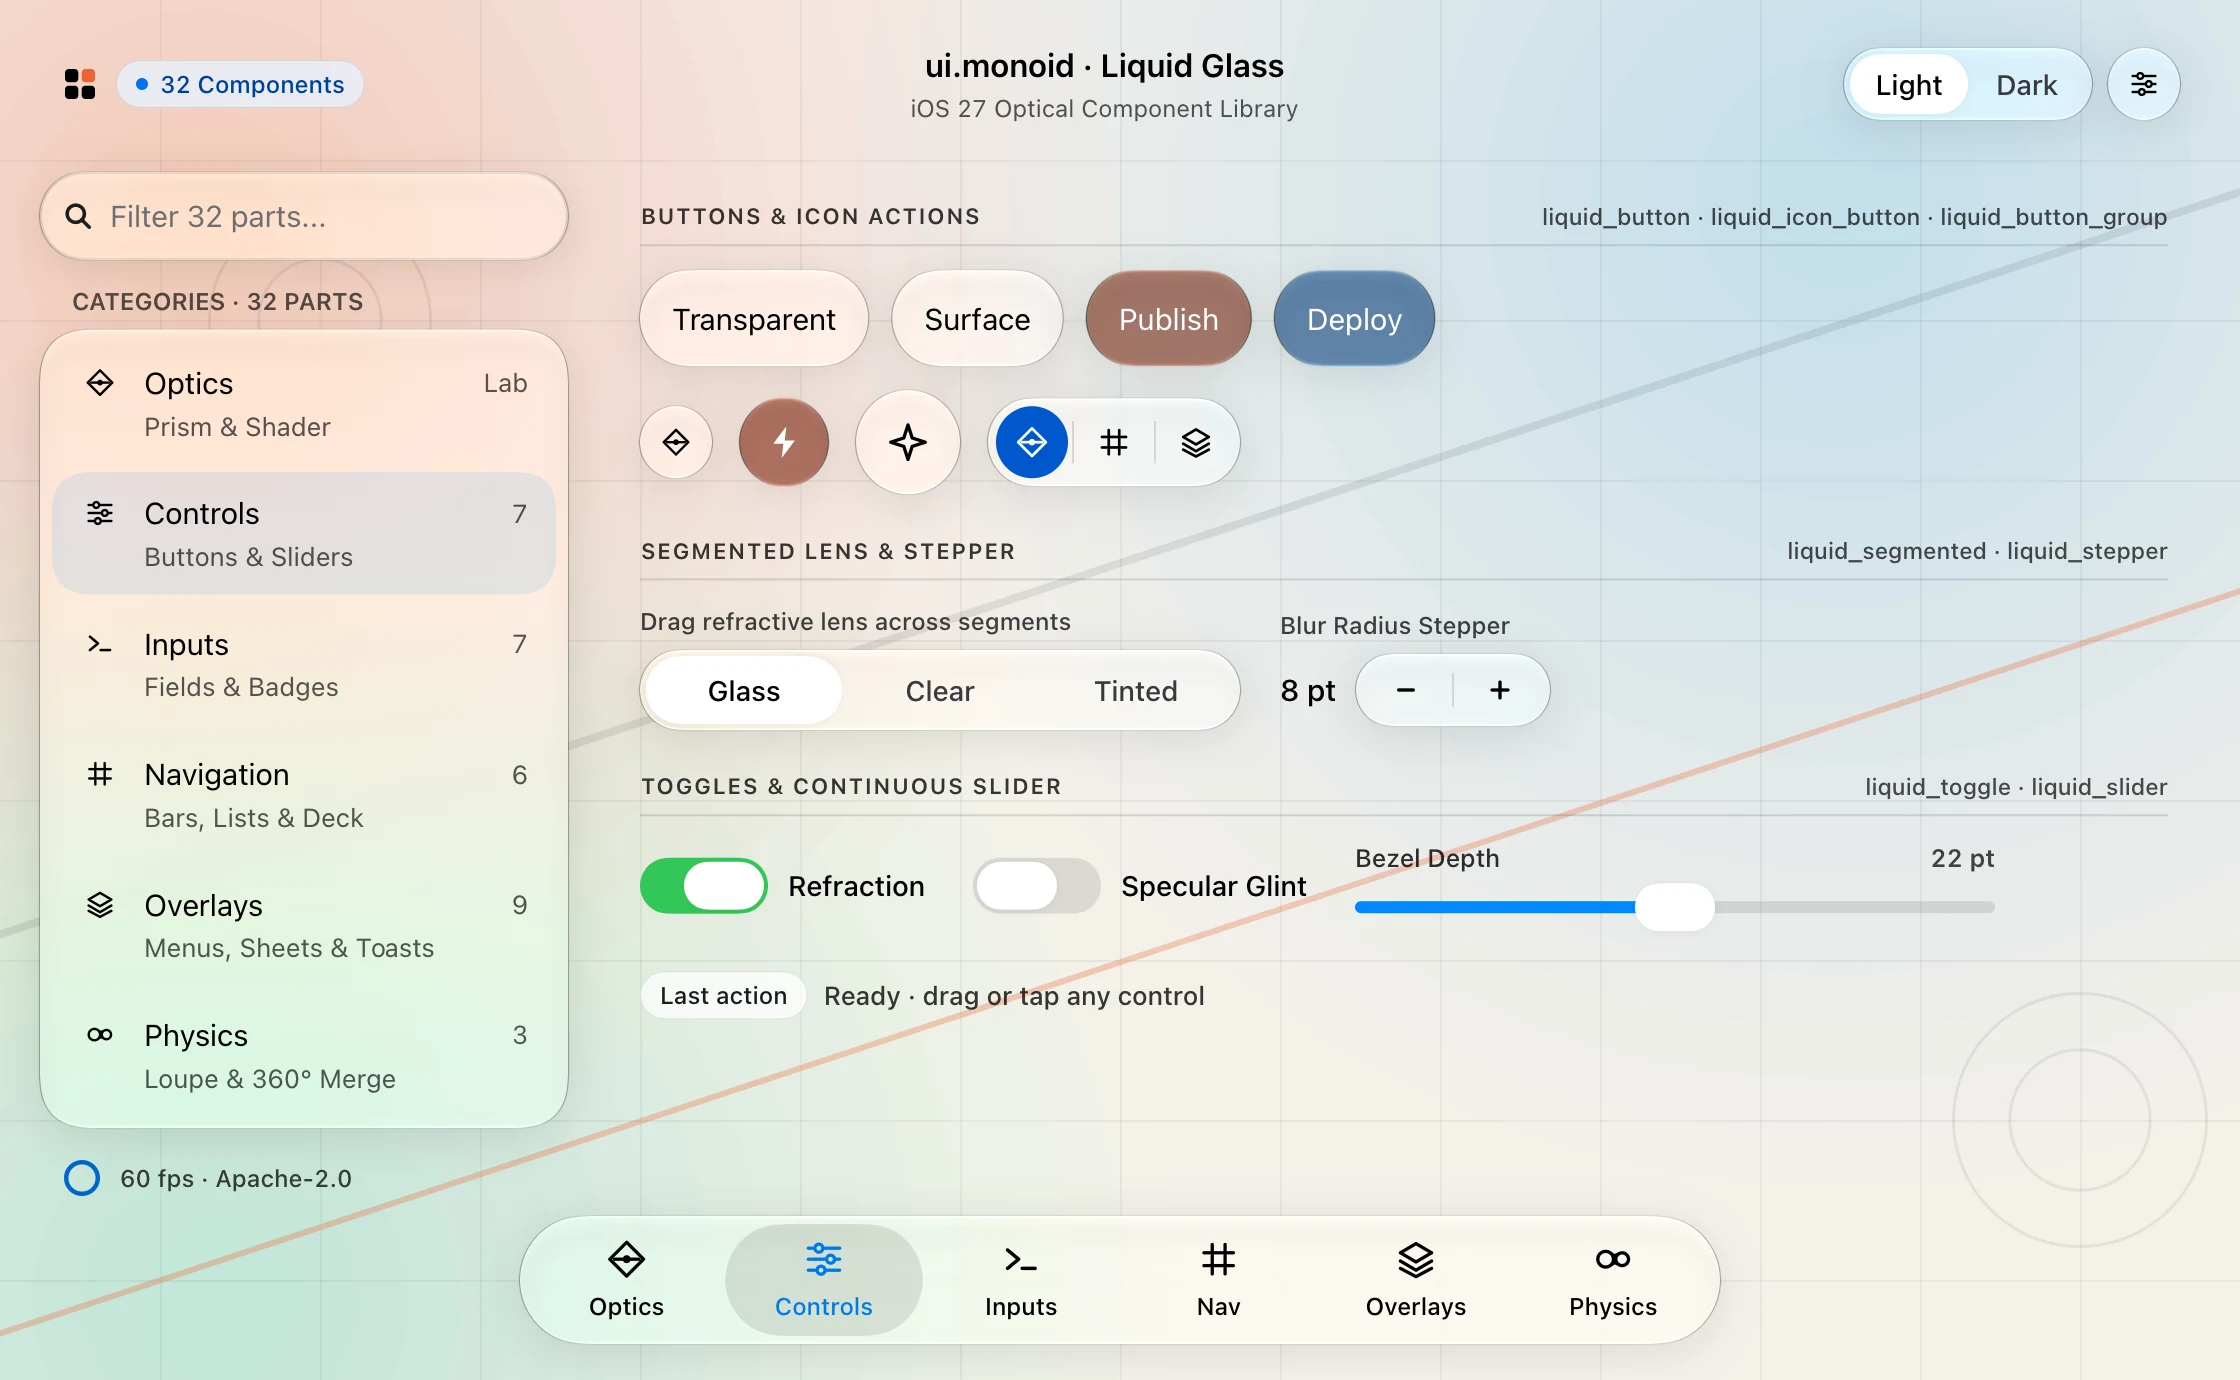 32 Components
ui.monoid · Liquid Glass
iOS 27 Optical Component Library
Light
Dark
Filter 32 parts...
CATEGORIES · 32 PARTS
Optics
Lab
Prism & Shader
Controls
7
Buttons & Sliders
Inputs
7
Fields & Badges
Navigation
6
Bars, Lists & Deck
Overlays
9
Menus, Sheets & Toasts
Physics
3
Loupe & 360° Merge
60 fps · Apache-2.0
BUTTONS & ICON ACTIONS
liquid_button · liquid_icon_button · liquid_button_group
Transparent
Surface
Publish
Deploy
SEGMENTED LENS & STEPPER
liquid_segmented · liquid_stepper
Drag refractive lens across segments
Glass
Clear
Tinted
Blur Radius Stepper
8 pt
TOGGLES & CONTINUOUS SLIDER
liquid_toggle · liquid_slider
Refraction
Specular Glint
Bezel Depth
22 pt
Last action
Ready · drag or tap any control
Optics
Controls
Inputs
Nav
Overlays
Physics